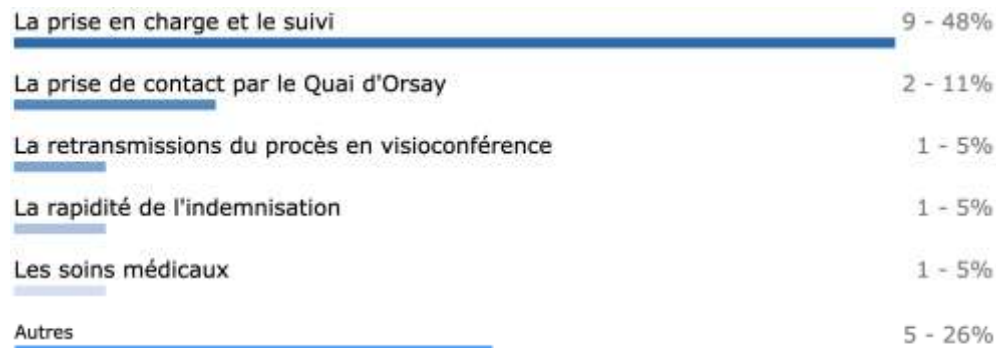 La prise en charge et le suivi 9 - 48%
La prise de contact par le Quai d'Orsay 2 - 11%
La retransmissions du procès en visioconférence 1 - 5%
La rapidité de l'indemnisation 1 - 5%
Les soins médicaux 1 - 5%
Autres 5 - 26%